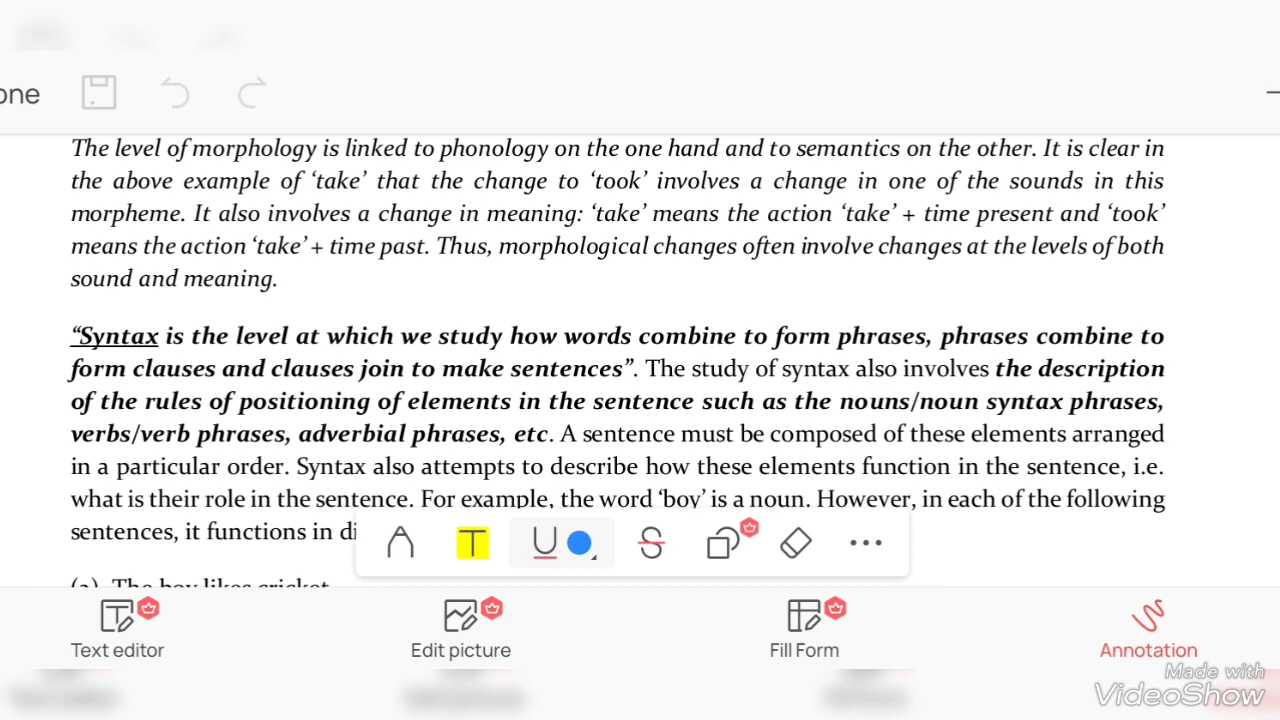 one
The level of morphology is linked to phonology on the one hand and to semantics on the other. It is clear in
the above example of ‘take’ that the change to ‘took’ involves a change in one of the sounds in this
morpheme. It also involves a change in meaning: ‘take’ means the action ‘take’ + time present and ‘took’
means the action ‘take’ + time past. Thus, morphological changes often involve changes at the levels of both
sound and meaning.
“Syntax is the level at which we study how words combine to form phrases, phrases combine to
form clauses and clauses join to make sentences”. The study of syntax also involves the description
of the rules of positioning of elements in the sentence such as the nouns/noun syntax phrases,
verbs/verb phrases, adverbial phrases, etc. A sentence must be composed of these elements arranged
in a particular order. Syntax also attempts to describe how these elements function in the sentence, i.e.
what is their role in the sentence. For example, the word ‘boy’ is a noun. However, in each of the following
sentences, it functions in di
(a) The boy likes cricket
T U S
Text editor Edit picture Fill Form Annotation
Made with
VideoShow